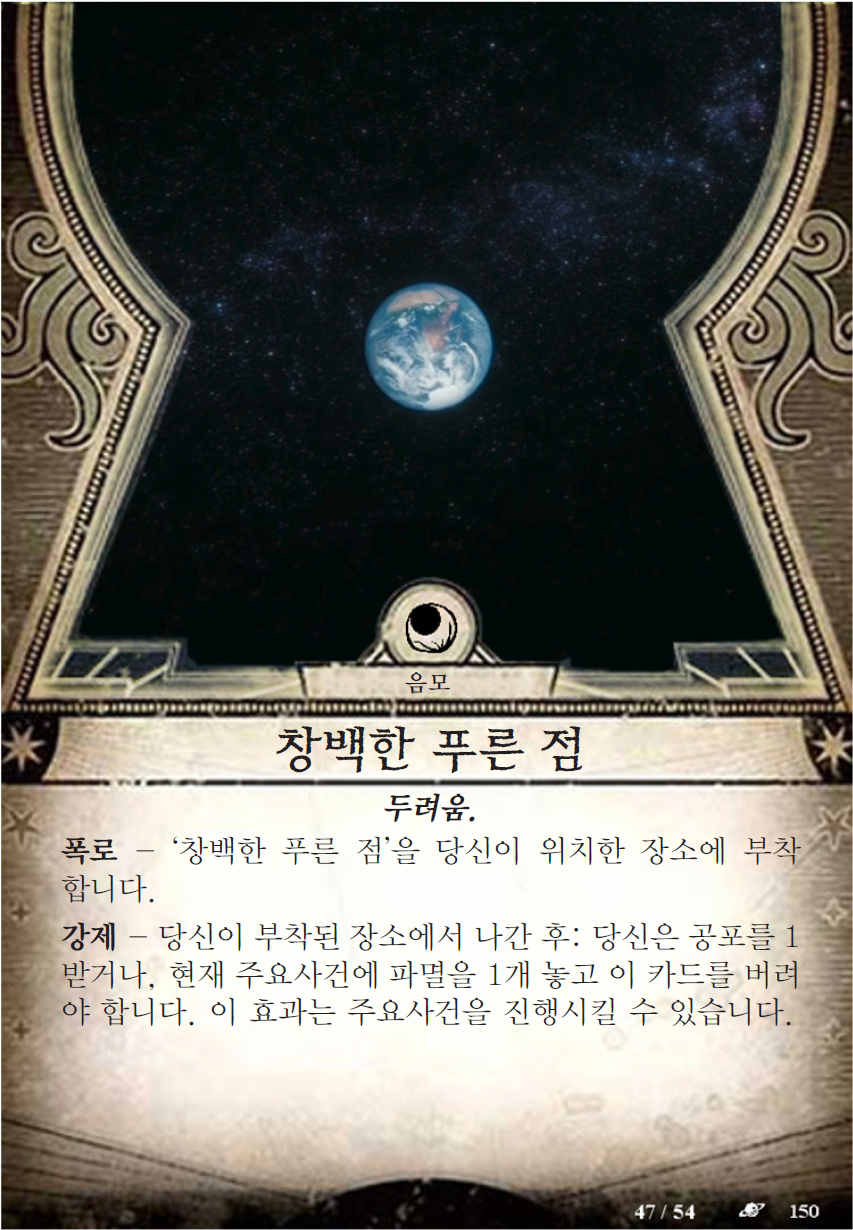 음모
창백한 푸른 점
두려움.
폭로 – ‘창백한 푸른 점’을 당신이 위치한 장소에 부착
합니다.
강제 – 당신이 부착된 장소에서 나간 후: 당신은 공포를 1
받거나, 현재 주요사건에 파멸을 1개 놓고 이 카드를 버려
야 합니다. 이 효과는 주요사건을 진행시킬 수 있습니다.
47 / 54 150